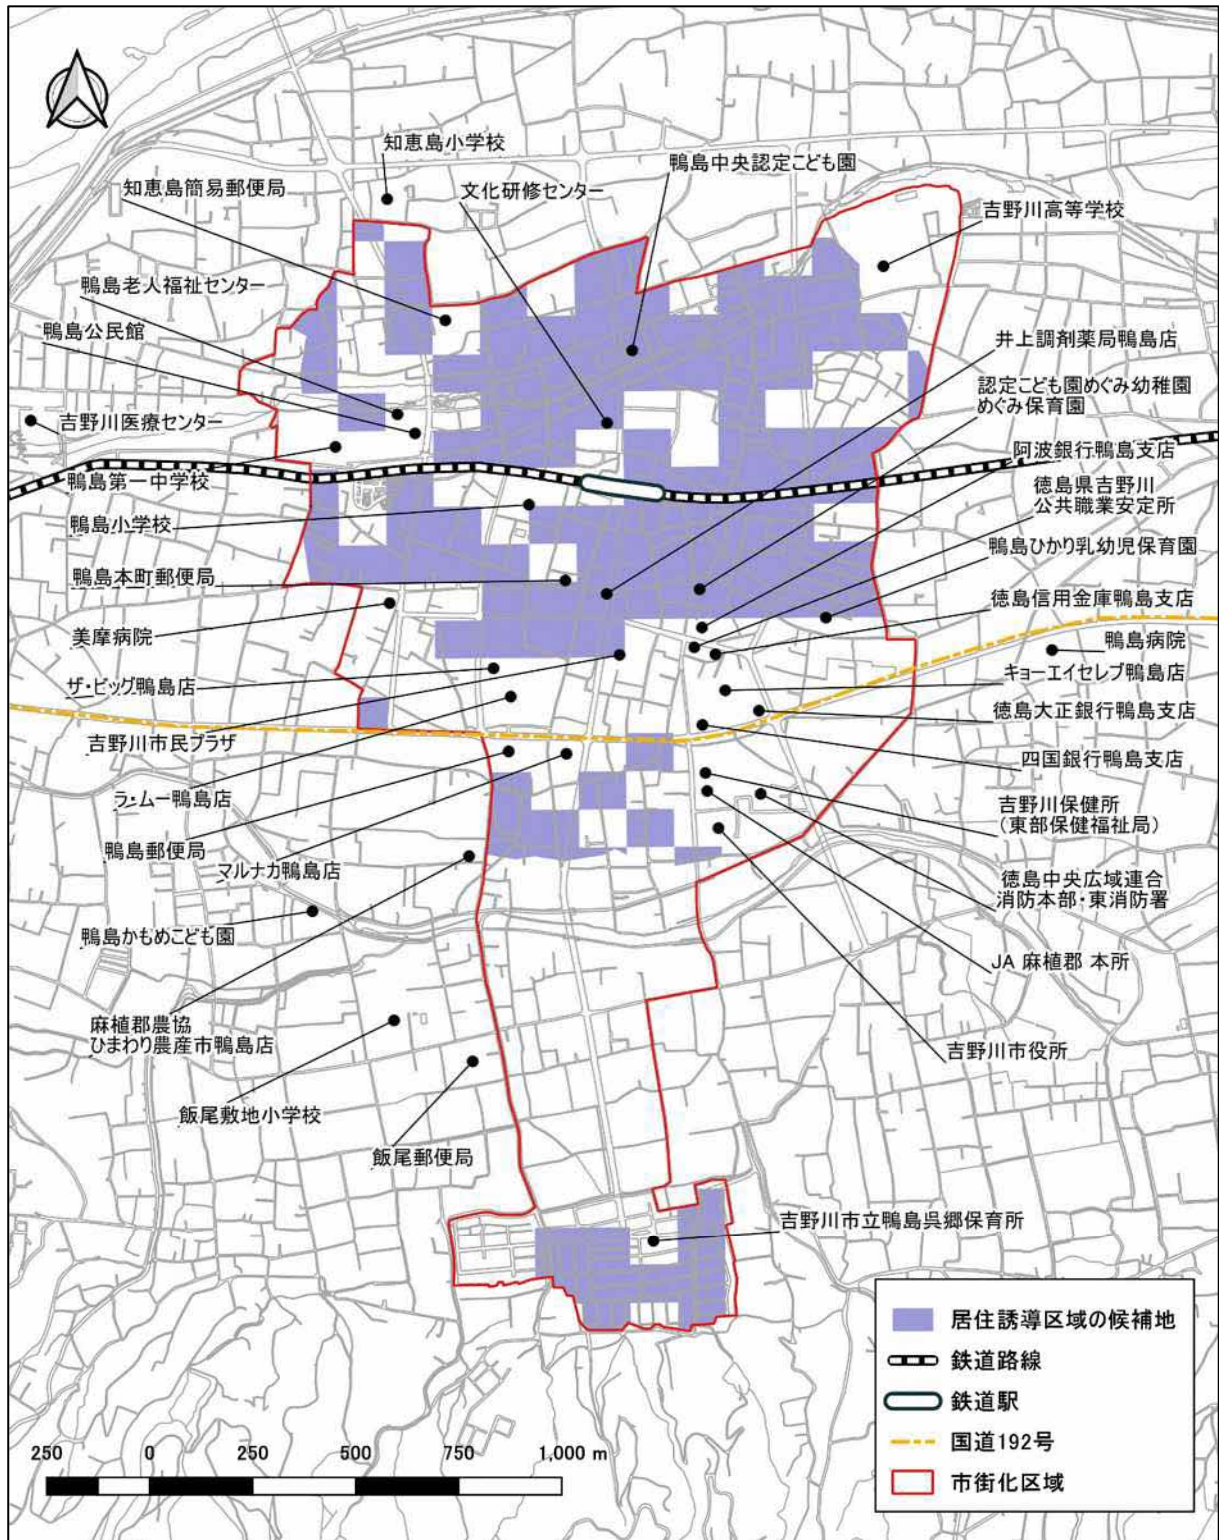 知恵島小学校
鴨島中央認定こども園
知恵島簡易郵便局
文化研修センター
吉野川高等学校
鴨島老人福祉センター
鴨島公民館
井上調剤薬局鴨島店
認定こども園めぐみ幼稚園
めぐみ保育園
吉野川医療センター
阿波銀行鴨島支店
鴨島第一中学校
徳島県吉野川
公共職業安定所
鴨島小学校
鴨島ひかり乳幼児保育園
鴨島本町郵便局
徳島信用金庫鴨島支店
美摩病院
鴨島病院
ザ・ビッグ鴨島店
キョーエイセレブ鴨島店
徳島大正銀行鴨島支店
吉野川市民プラザ
四国銀行鴨島支店
ラ・ムー鴨島店
吉野川保健所
（東部保健福祉局）
鴨島郵便局
マルナカ鴨島店
徳島中央広域連合
消防本部・東消防署
鴨島かもめこども園
JA 麻植郡 本所
麻植郡農協
ひまわり農産市鴨島店
吉野川市役所
飯尾敷地小学校
飯尾郵便局
吉野川市立鴨島呉郷保育所
居住誘導区域の候補地
鉄道路線
鉄道駅
国道192号
市街化区域
250 0 250 500 750 1,000 m